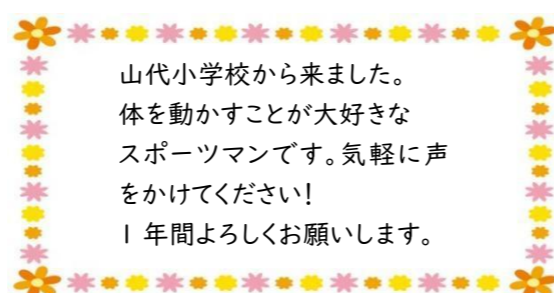 山代小学校から来ました。
体を動かすことが大好きな
スポーツマンです。気軽に声
をかけてください!
1 年間よろしくお願いします。